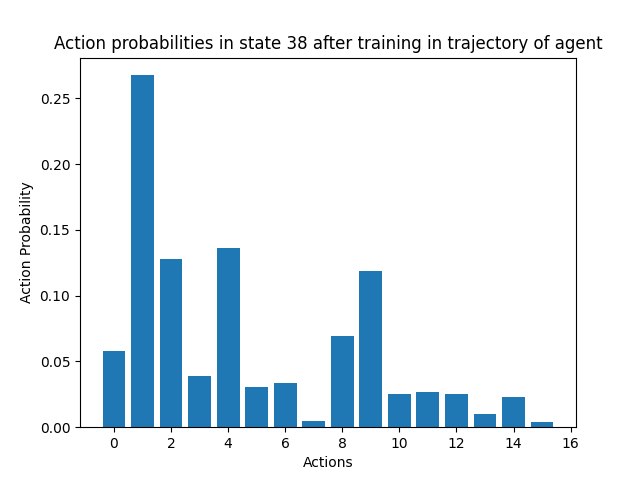 Action probabilities in state 38 after training in trajectory of agent
Action Probability
0.25
0.20
0.15
0.10
0.05
0.00
0 2 4 6 8 10 12 14 16
Actions